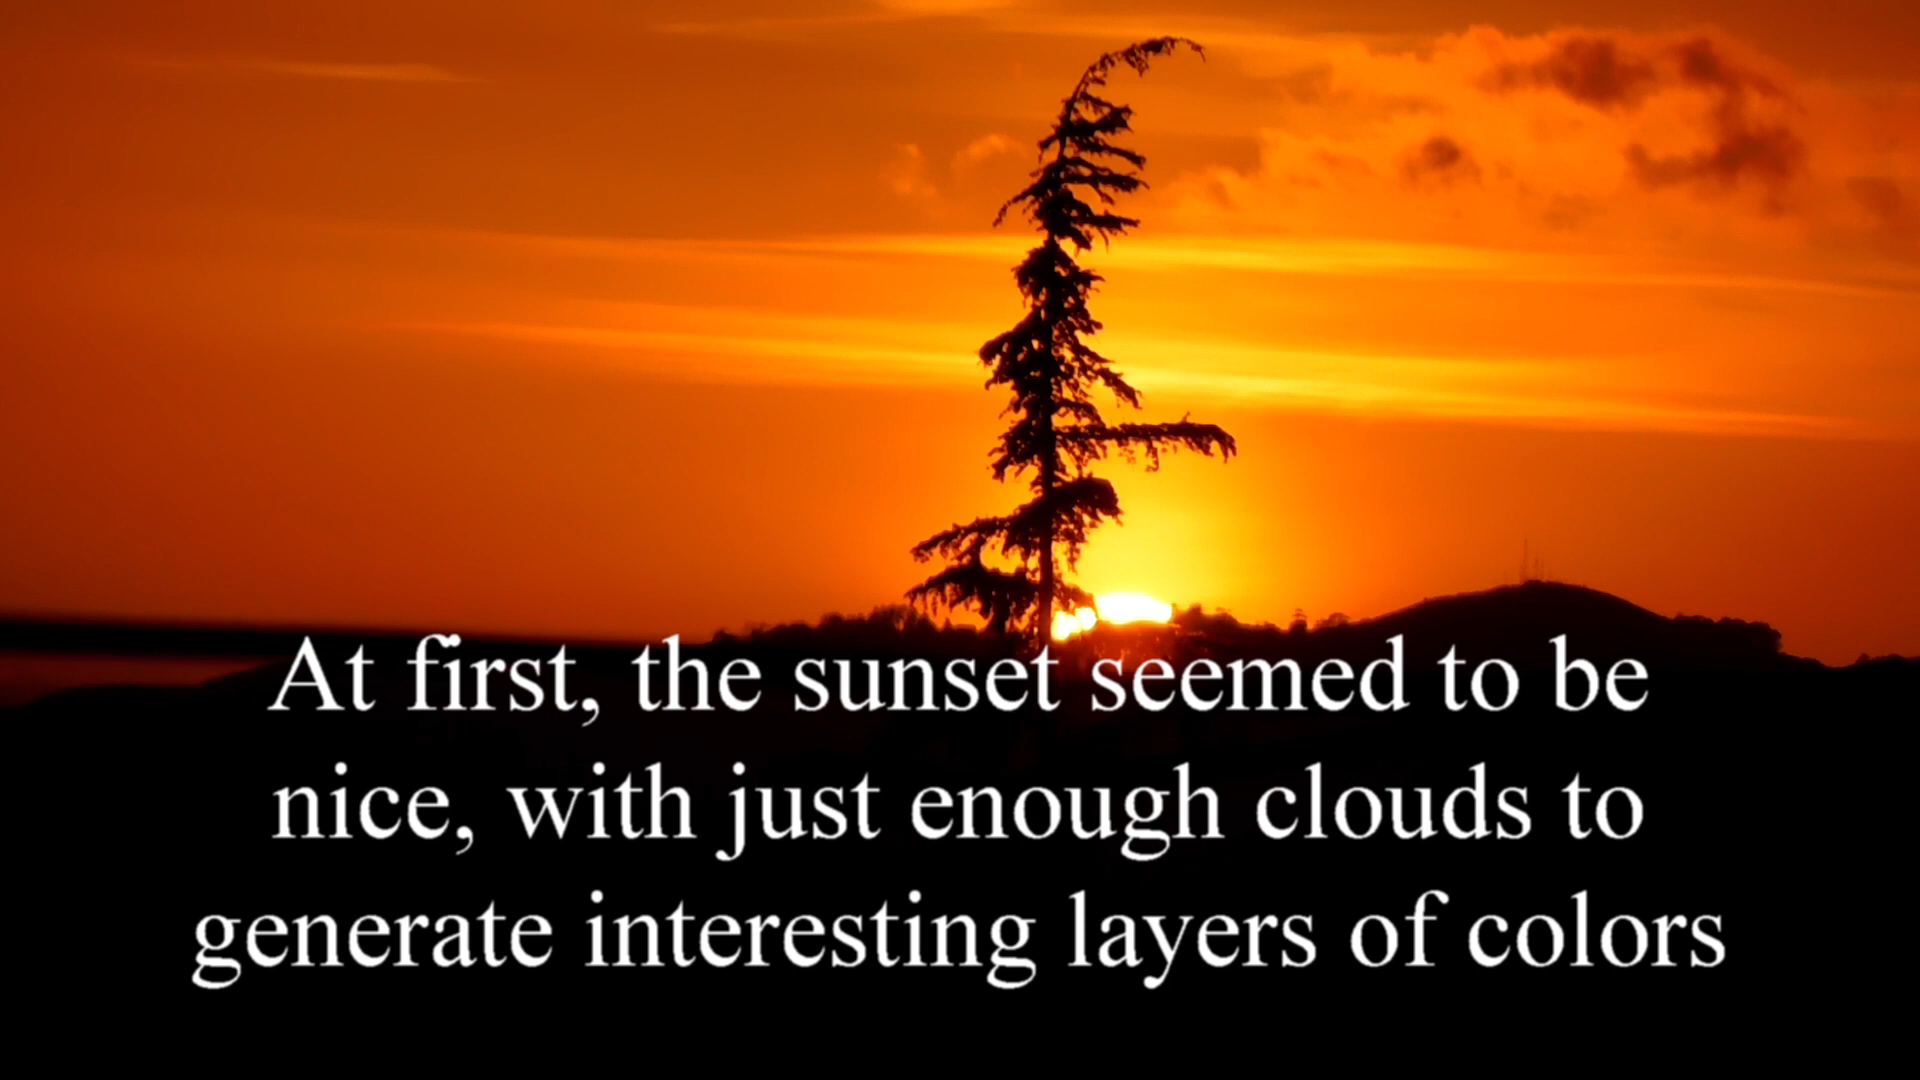 At first, the sunset seemed to be
nice, with just enough clouds to
generate interesting layers of colors